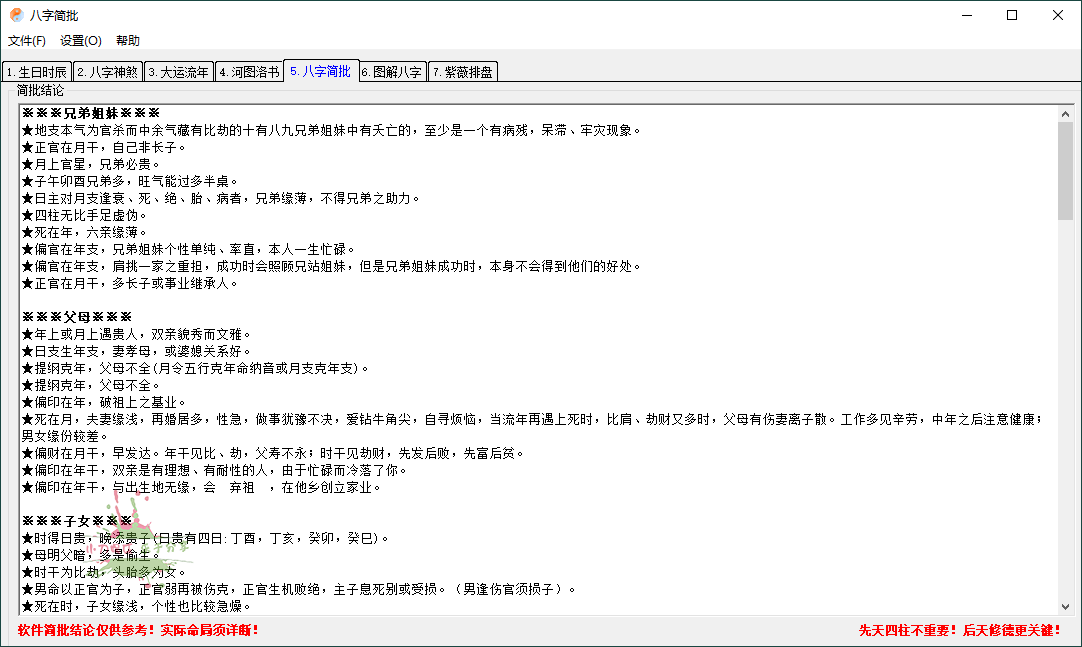 八字简批
文件(F) 设置(O) 帮助
1.生日时辰 2.八字神煞 3.大运流年 4.河图洛书 5.八字简批 6.图解八字 7.紫薇排盘
简批结论
※※※兄弟姐妹※※※
★地支本气为官杀而中余气藏有比劫的十有八九兄弟姐妹中有夭亡的，至少是一个有病残，呆滞、牢灾现象。
★正官在月干，自己非长子。
★月上官星，兄弟必贵。
★子午卯酉兄弟多，旺气能过多半桌。
★日主对月支逢衰、死、绝、胎、病者，兄弟缘薄，不得兄弟之助力。
★四柱无比手足虚伪。
★死在年，六亲缘薄。
★偏官在年支，兄弟姐妹个性单纯、率直，本人一生忙碌。
★偏官在年支，肩挑一家之重担，成功时会照顾兄站姐妹，但是兄弟姐妹成功时，本身不会得到他们的好处。
★正官在月干，多长子或事业继承人。
※※※父母※※※
★年上或月上遇贵人，双亲貌秀而文雅。
★日支生年支，妻孝母，或婆媳关系好。
★提纲克年，父母不全(月令五行克年命纳音或月支克年支)。
★提纲克年，父母不全。
★偏印在年，破祖上之基业。
★死在月，夫妻缘浅，再婚居多，性急，做事犹豫不决，爱钻牛角尖，自寻烦恼，当流年再遇上死时，比肩、劫财又多时，父母有伤妻离子散。工作多见辛劳，中年之后注意健康；
男女缘份较差。
★偏财在月干，早发达。年干见比、劫，父寿不永；时干见劫财，先发后败，先富后贫。
★偏印在年干，双亲是有理想、有耐性的人，由于忙碌而冷落了你。
★偏印在年干，与出生地无缘，会　弃祖　，在他乡创立家业。
※※※子女※※※
★时得日贵，晚添贵子(日贵有四日:丁酉，丁亥，癸卯，癸巳)。
★母明父暗，多是偷生。
★时干为比劫，头胎多为女。
★男命以正官为子，正官弱再被伤克，正官生机败绝，主子息死别或受损。（男逢伤官须损子）。
★死在时，子女缘浅，个性也比较急燥。
软件简批结论仅供参考！实际命局须详断！ 先天四柱不重要！后天修德更关键！